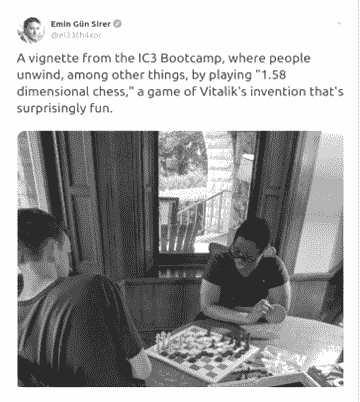 Emin Gün Sirer
@el33th4xor
A vignette from the IC3 Bootcamp, where people
unwind, among other things, by playing "1.58
dimensional chess," a game of Vitalik's invention that's
surprisingly fun.